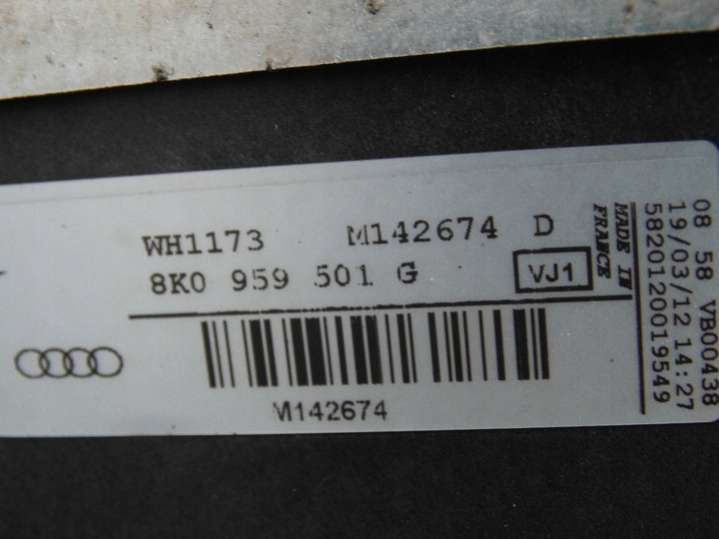 WH1173 M142674 D
8K0 959 501 G VJ1
M142674
MADE IN
FRANCE
08 58 VB00438
19/03/12 14:27
5820120019549